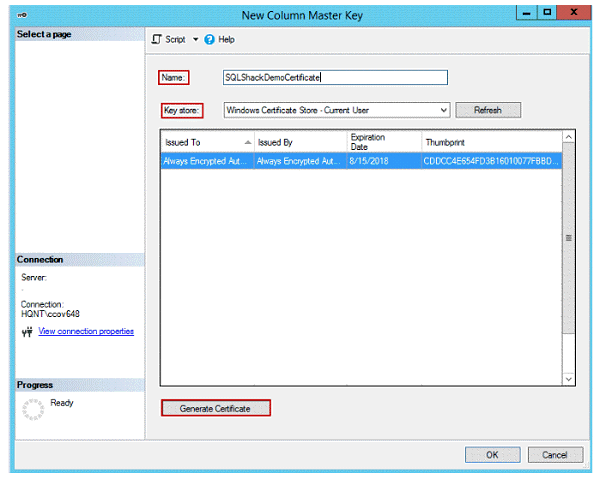 New Column Master Key
Select a page
Script
Help
Name:
SQLShackDemoCertificate
Key store:
Windows Certificate Store - Current User
Refresh
Issued To
Issued By
Expiration Date
Thumbprint
Always Encrypted Aut...
Always Encrypted Aut...
8/15/2018
CDDCC4E654FD3B16010077FBBD...
Connection
Server:
.
Connection:
HQNT\ccov648
View connection properties
Progress
Ready
Generate Certificate
OK
Cancel